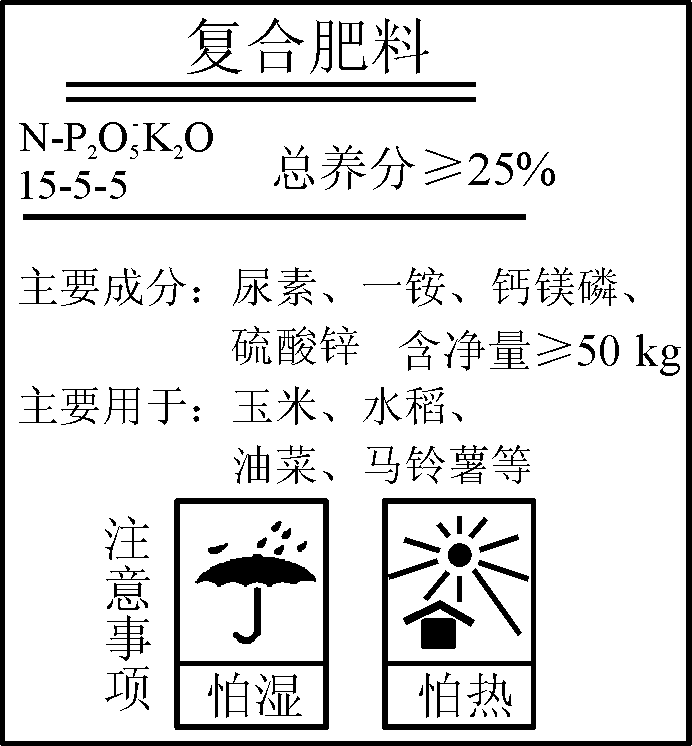 复合肥料
N-P₂O₅-K₂O
15-5-5
总养分≥25%
主要成分：尿素、一铵、钙镁磷、
硫酸锌 含净量≥50 kg
主要用于：玉米、水稻、
油菜、马铃薯等
注意事项
怕湿
怕热